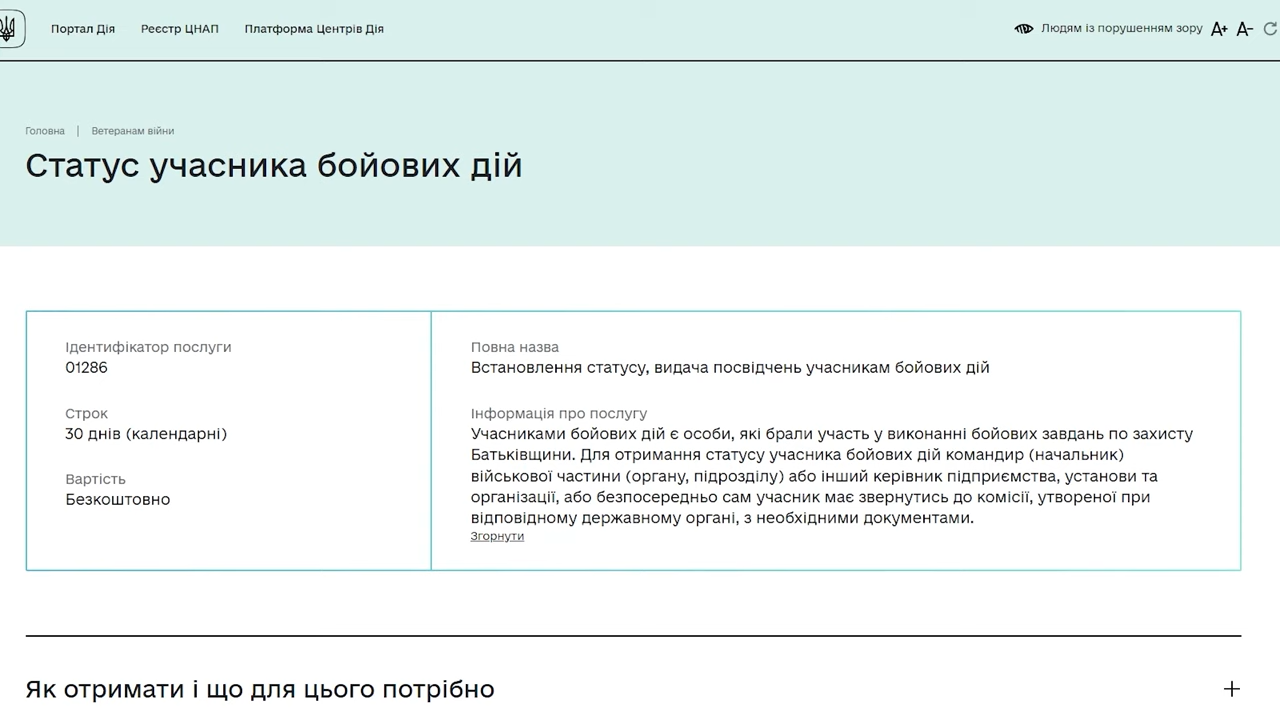 Портал Дія Реєстр ЦНАП Платформа Центрів Дія Людям із порушенням зору А+ А-
Головна | Ветеранам війни
Статус учасника бойових дій
Ідентифікатор послуги
01286
Строк
30 днів (календарні)
Вартість
Безкоштовно
Повна назва
Встановлення статусу, видача посвідчень учасникам бойових дій
Інформація про послугу
Учасниками бойових дій є особи, які брали участь у виконанні бойових завдань по захисту
Батьківщини. Для отримання статусу учасника бойових дій командир (начальник)
військової частини (органу, підрозділу) або інший керівник підприємства, установи та
організації, або безпосередньо сам учасник має звернутись до комісії, утвореної при
відповідному державному органі, з необхідними документами.
Згорнути
Як отримати і що для цього потрібно